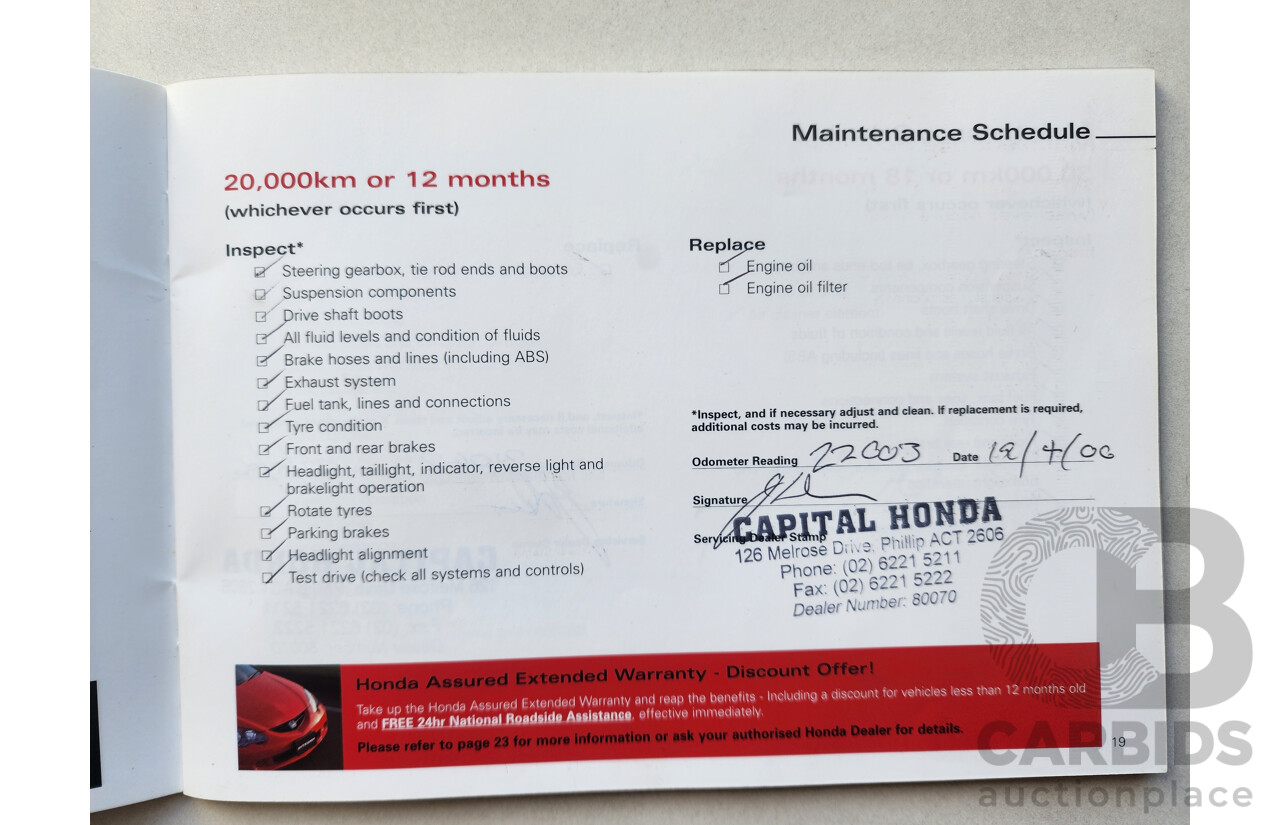 Maintenance Schedule
20,000km or 12 months
(whichever occurs first)
Inspect*
Steering gearbox, tie rod ends and boots
Suspension components
Drive shaft boots
All fluid levels and condition of fluids
Brake hoses and lines (including ABS)
Exhaust system
Fuel tank, lines and connections
Tyre condition
Front and rear brakes
Headlight, taillight, indicator, reverse light and
brakelight operation
Rotate tyres
Parking brakes
Headlight alignment
Test drive (check all systems and controls)
Replace
Engine oil
Engine oil filter
*Inspect, and if necessary adjust and clean. If replacement is required,
additional costs may be incurred.
Odometer Reading 22003 Date 12/4/06
Signature
Servicing Dealer Stamp
CAPITAL HONDA
126 Melrose Drive, Phillip ACT 2606
Phone: (02) 6221 5211
Fax: (02) 6221 5222
Dealer Number: 80070
Honda Assured Extended Warranty - Discount Offer!
Take up the Honda Assured Extended Warranty and reap the benefits - Including a discount for vehicles less than 12 months old
and FREE 24hr National Roadside Assistance, effective immediately.
Please refer to page 23 for more information or ask your authorised Honda Dealer for details.
19
CB
CARBIDS
auctionplace